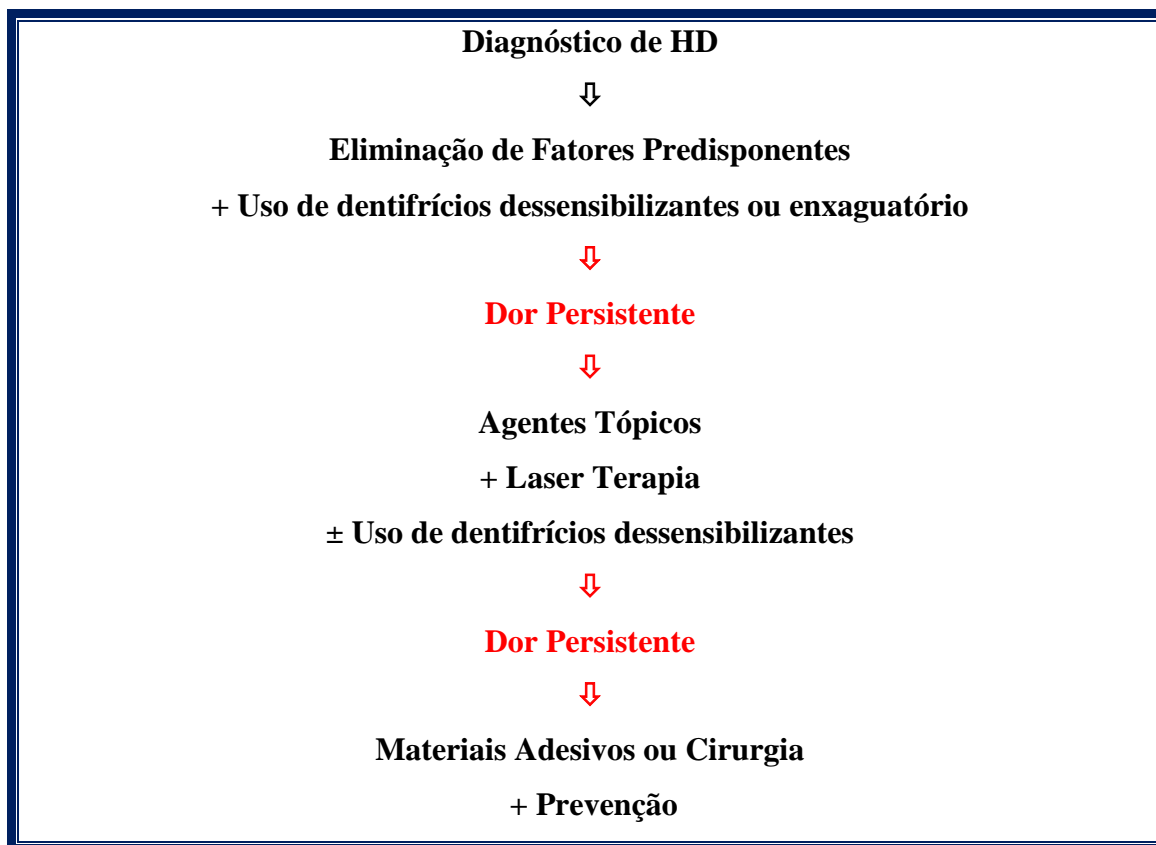 Diagnóstico de HD
⇩
Eliminação de Fatores Predisponentes
+ Uso de dentifrícios dessensibilizantes ou enxaguatório
⇩
Dor Persistente
⇩
Agentes Tópicos
+ Laser Terapia
± Uso de dentifrícios dessensibilizantes
⇩
Dor Persistente
⇩
Materiais Adesivos ou Cirurgia
+ Prevenção